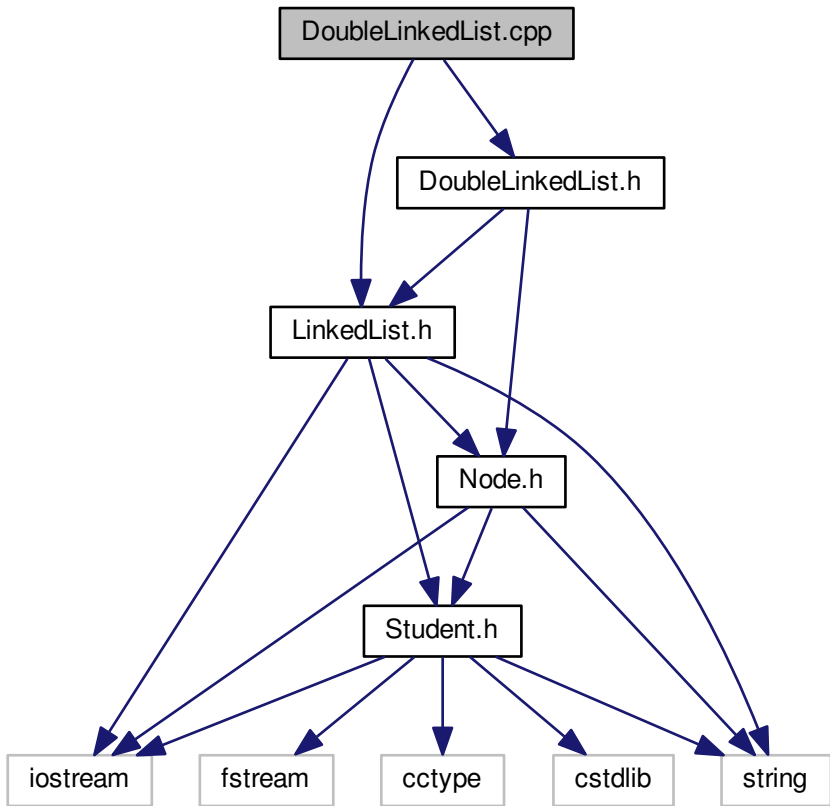 DoubleLinkedList.cpp
DoubleLinkedList.h
LinkedList.h
Node.h
Student.h
iostream
fstream
cctype
cstdlib
string